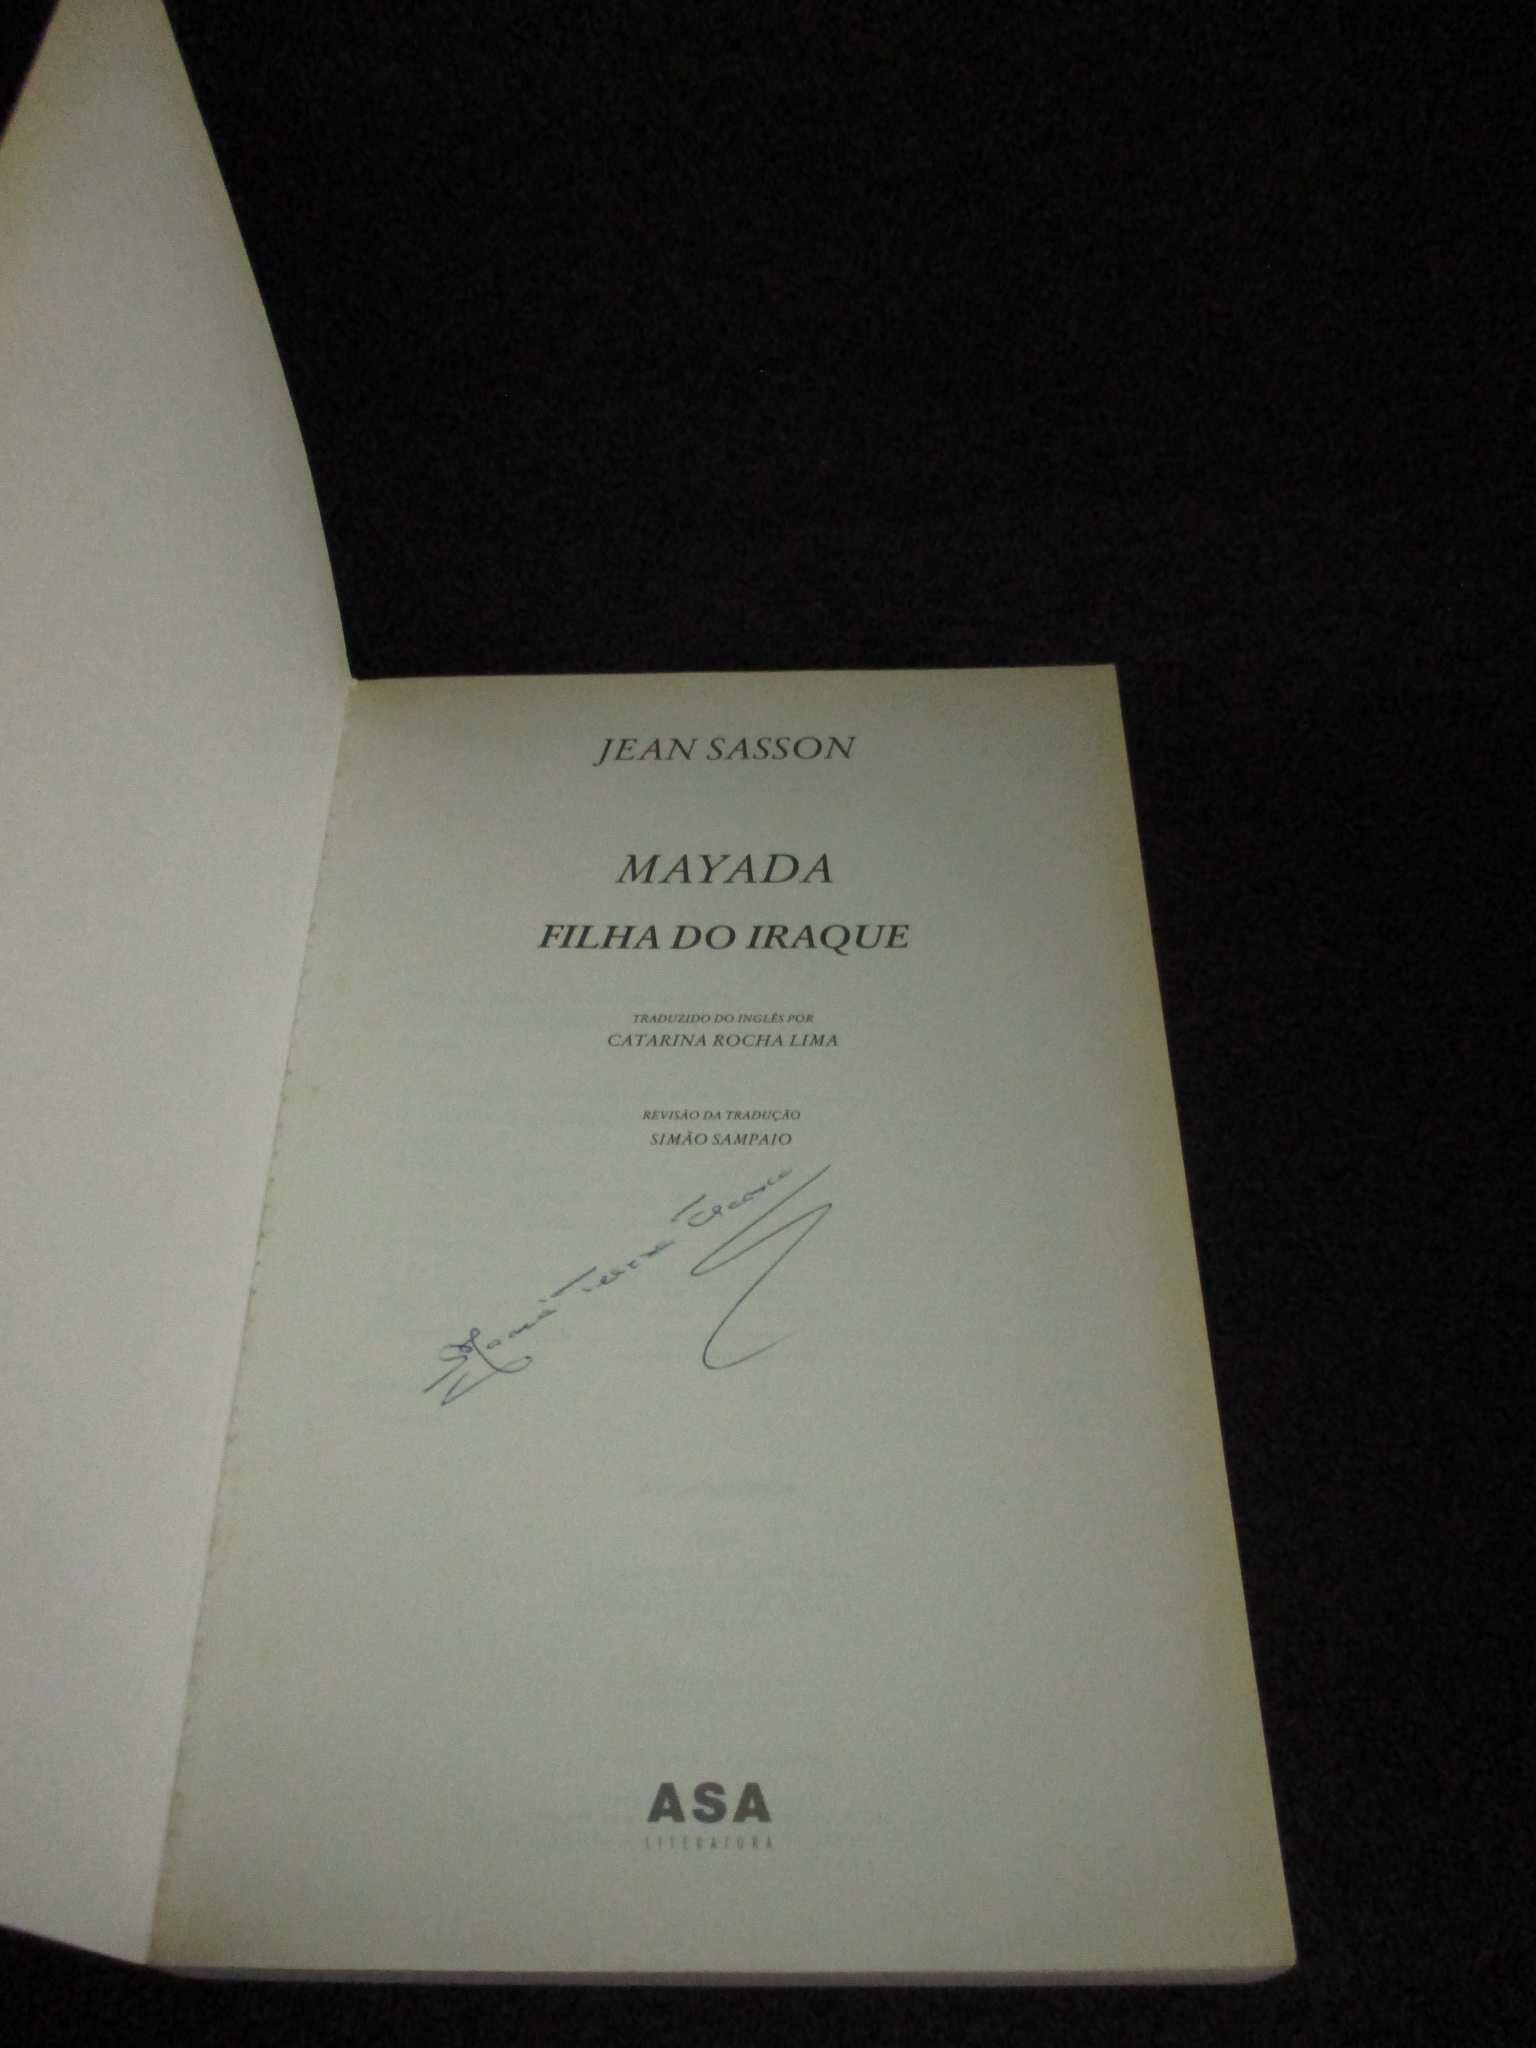 JEAN SASSON
MAYADA
FILHA DO IRAQUE
TRADUZIDO DO INGLÊS POR
CATARINA ROCHA LIMA
REVISÃO DA TRADUÇÃO
SIMÃO SAMPAIO
ASA
LITERATURA